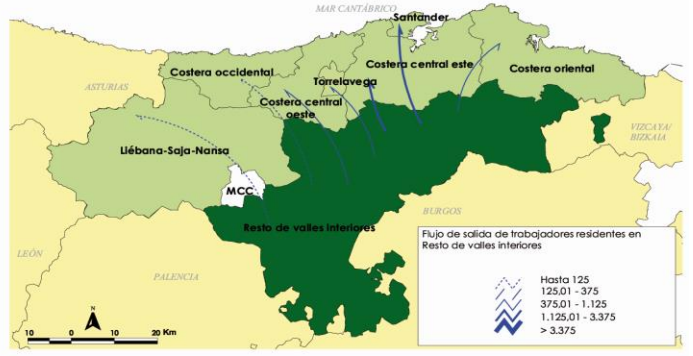 MAR CANTÁBRICO
Santander
Costera occidental
Costera central este
Costera oriental
Torrelavega
ASTURIAS
Costera central
oeste
VIZCAYA/
BIZKAIA
Liébana-Saja-Nansa
MCC
Resto de valles interiores
BURGOS
LEÓN
PALENCIA
Flujo de salida de trabajadores residentes en
Resto de valles interiores
Hasta 125
125,01 - 375
375,01 - 1.125
1.125,01 - 3.375
> 3.375
N
10 0 10 20 Km